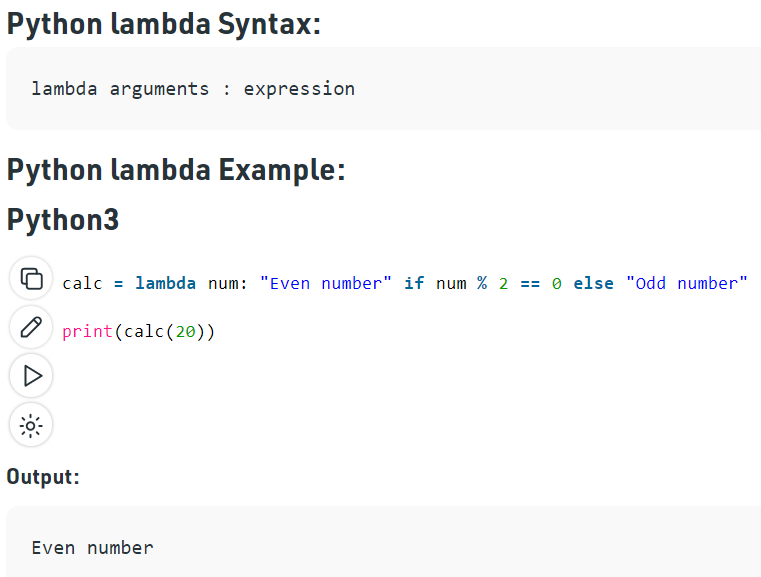 Python lambda Syntax:
lambda arguments : expression
Python lambda Example:
Python3
calc = lambda num: "Even number" if num % 2 == 0 else "Odd number"
print(calc(20))
Output:
Even number